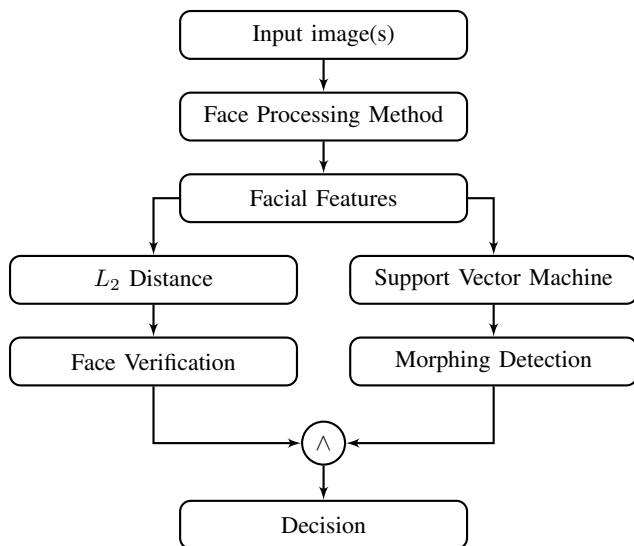 Input image(s)
Face Processing Method
Facial Features
L₂ Distance
Support Vector Machine
Face Verification
Morphing Detection
∧
Decision